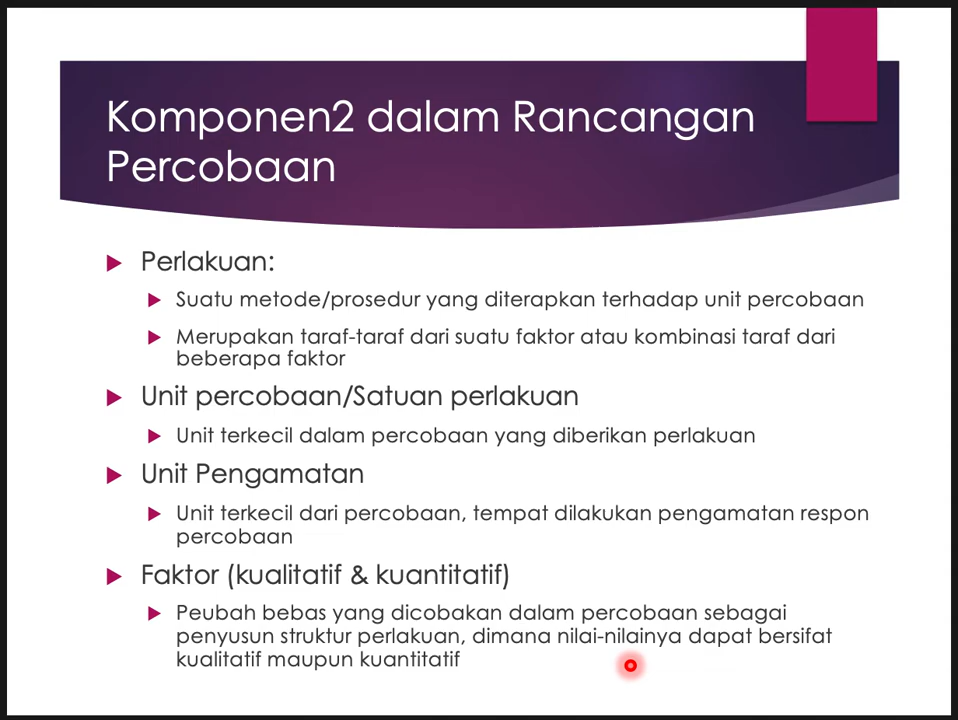 Komponen2 dalam Rancangan
Percobaan
Perlakuan:
Suatu metode/prosedur yang diterapkan terhadap unit percobaan
Merupakan taraf-taraf dari suatu faktor atau kombinasi taraf dari
beberapa faktor
Unit percobaan/Satuan perlakuan
Unit terkecil dalam percobaan yang diberikan perlakuan
Unit Pengamatan
Unit terkecil dari percobaan, tempat dilakukan pengamatan respon
percobaan
Faktor (kualitatif & kuantitatif)
Peubah bebas yang dicobakan dalam percobaan sebagai
penyusun struktur perlakuan, dimana nilai-nilainya dapat bersifat
kualitatif maupun kuantitatif